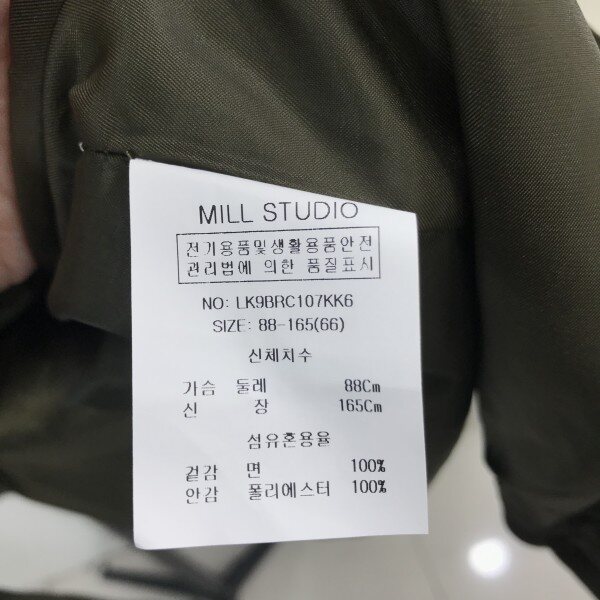 MILL STUDIO
전기용품및생활용품안전
관리법에 의한 품질표시
NO: LK9BRC107KK6
SIZE: 88-165(66)
신체치수
가슴 둘레 88Cm
신 장 165Cm
섬유혼용율
겉감 면 100%
안감 폴리에스터 100%